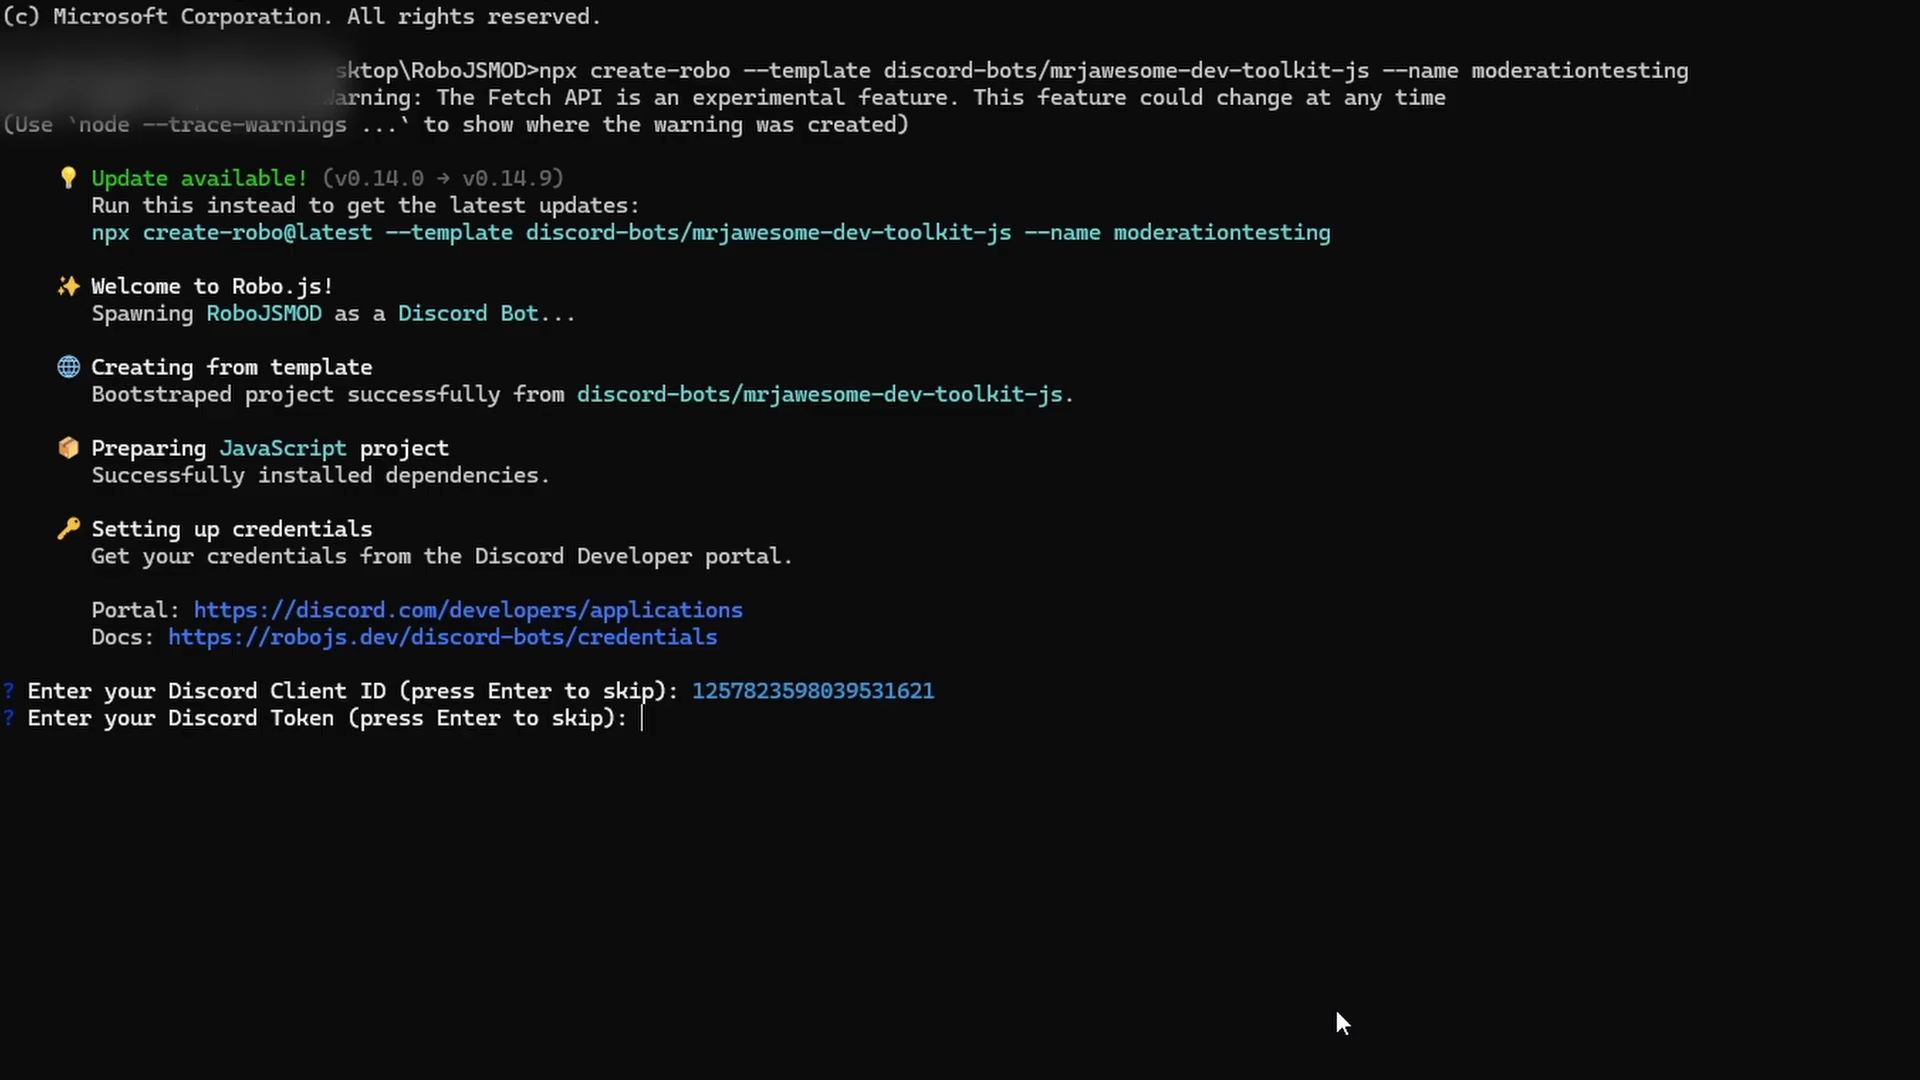 (c) Microsoft Corporation. All rights reserved.
sktop\RoboJSMOD>npx create-robo --template discord-bots/mrjawesome-dev-toolkit-js --name moderationtesting
Warning: The Fetch API is an experimental feature. This feature could change at any time
(Use `node --trace-warnings ...` to show where the warning was created)
💡 Update available! (v0.14.0 → v0.14.9)
Run this instead to get the latest updates:
npx create-robo@latest --template discord-bots/mrjawesome-dev-toolkit-js --name moderationtesting
✨ Welcome to Robo.js!
Spawning RoboJSMOD as a Discord Bot...
🌐 Creating from template
Bootstraped project successfully from discord-bots/mrjawesome-dev-toolkit-js.
📦 Preparing JavaScript project
Successfully installed dependencies.
🔑 Setting up credentials
Get your credentials from the Discord Developer portal.
Portal: https://discord.com/developers/applications
Docs: https://robojs.dev/discord-bots/credentials
? Enter your Discord Client ID (press Enter to skip): 1257823598039531621
? Enter your Discord Token (press Enter to skip):